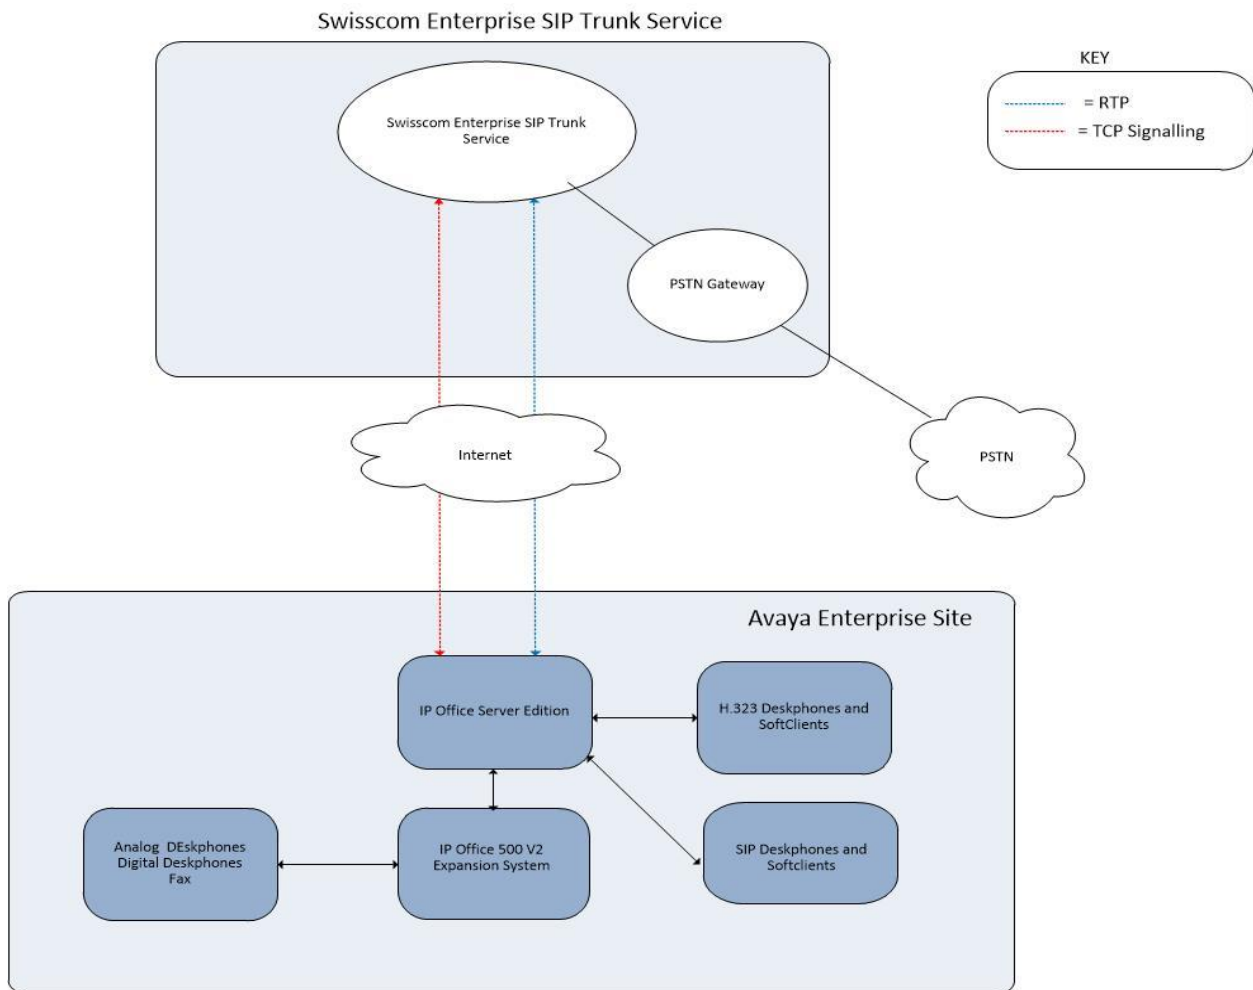 Swisscom Enterprise SIP Trunk Service
KEY
= RTP
= TCP Signalling
Swisscom Enterprise SIP Trunk
Service
PSTN Gateway
Internet
PSTN
Avaya Enterprise Site
IP Office Server Edition
H.323 Deskphones and
SoftClients
Analog  DEskphones
Digital Deskphones
Fax
IP Office 500 V2
Expansion System
SIP Deskphones and
Softclients